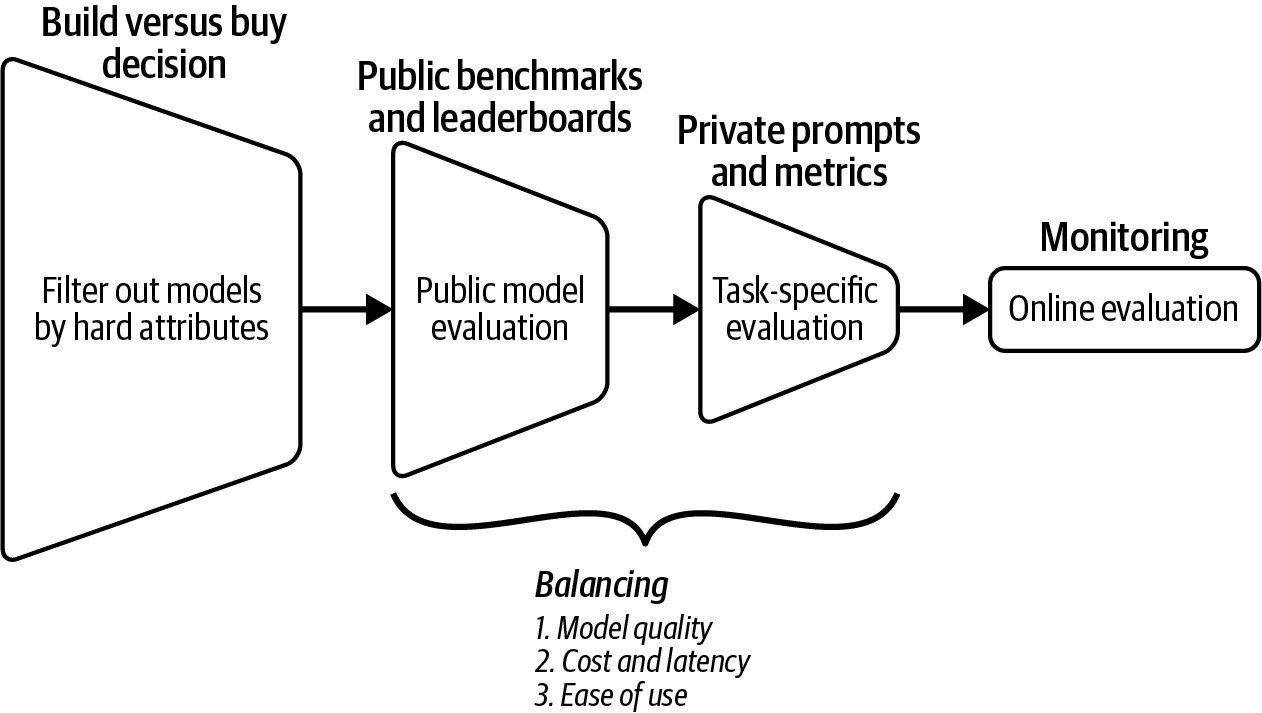 Build versus buy
decision
Filter out models
by hard attributes
Public benchmarks
and leaderboards
Public model
evaluation
Private prompts
and metrics
Task-specific
evaluation
Monitoring
Online evaluation
Balancing
1. Model quality
2. Cost and latency
3. Ease of use